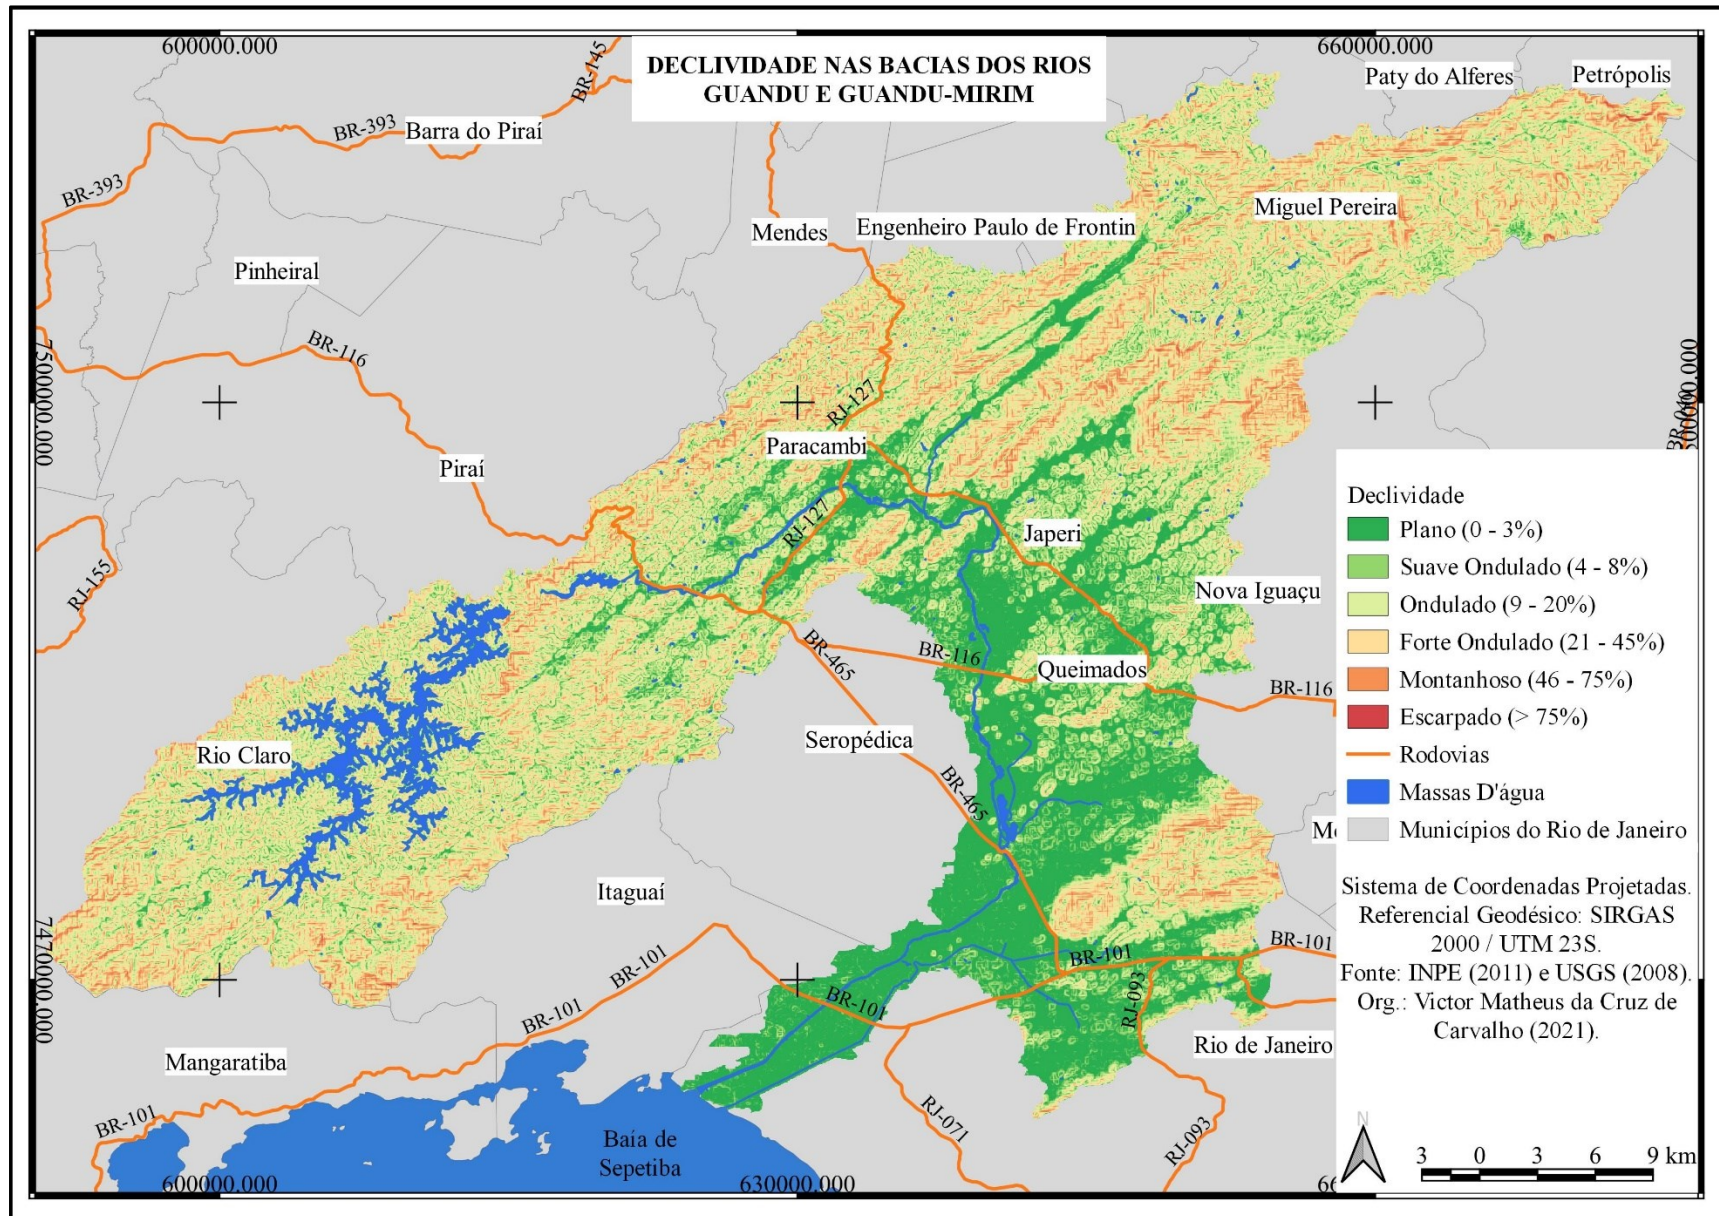 600000.000
660000.000
DECLIVIDADE NAS BACIAS DOS RIOS
GUANDU E GUANDU-MIRIM
Paty do Alferes
Petrópolis
BR-145
BR-393
Barra do Piraí
BR-393
Miguel Pereira
Engenheiro Paulo de Frontin
Mendes
Pinheiral
BR-116
7500000.000
RJ-127
Paracambi
Piraí
RJ-127
Japeri
RJ-155
Nova Iguaçu
BR-465
BR-116
Queimados
BR-116
Seropédica
Rio Claro
BR-465
Itaguaí
BR-101
BR-101
BR-101
BR-101
BR-101
RJ-093
7470000.000
Rio de Janeiro
Mangaratiba
BR-101
RJ-071
RJ-093
Baía de
Sepetiba
600000.000
630000.000
Declividade
Plano (0 - 3%)
Suave Ondulado (4 - 8%)
Ondulado (9 - 20%)
Forte Ondulado (21 - 45%)
Montanhoso (46 - 75%)
Escarpado (> 75%)
Rodovias
Massas D'água
Municípios do Rio de Janeiro
Sistema de Coordenadas Projetadas.
Referencial Geodésico: SIRGAS
2000 / UTM 23S.
Fonte: INPE (2011) e USGS (2008).
Org.: Victor Matheus da Cruz de
Carvalho (2021).
N
3 0 3 6 9 km